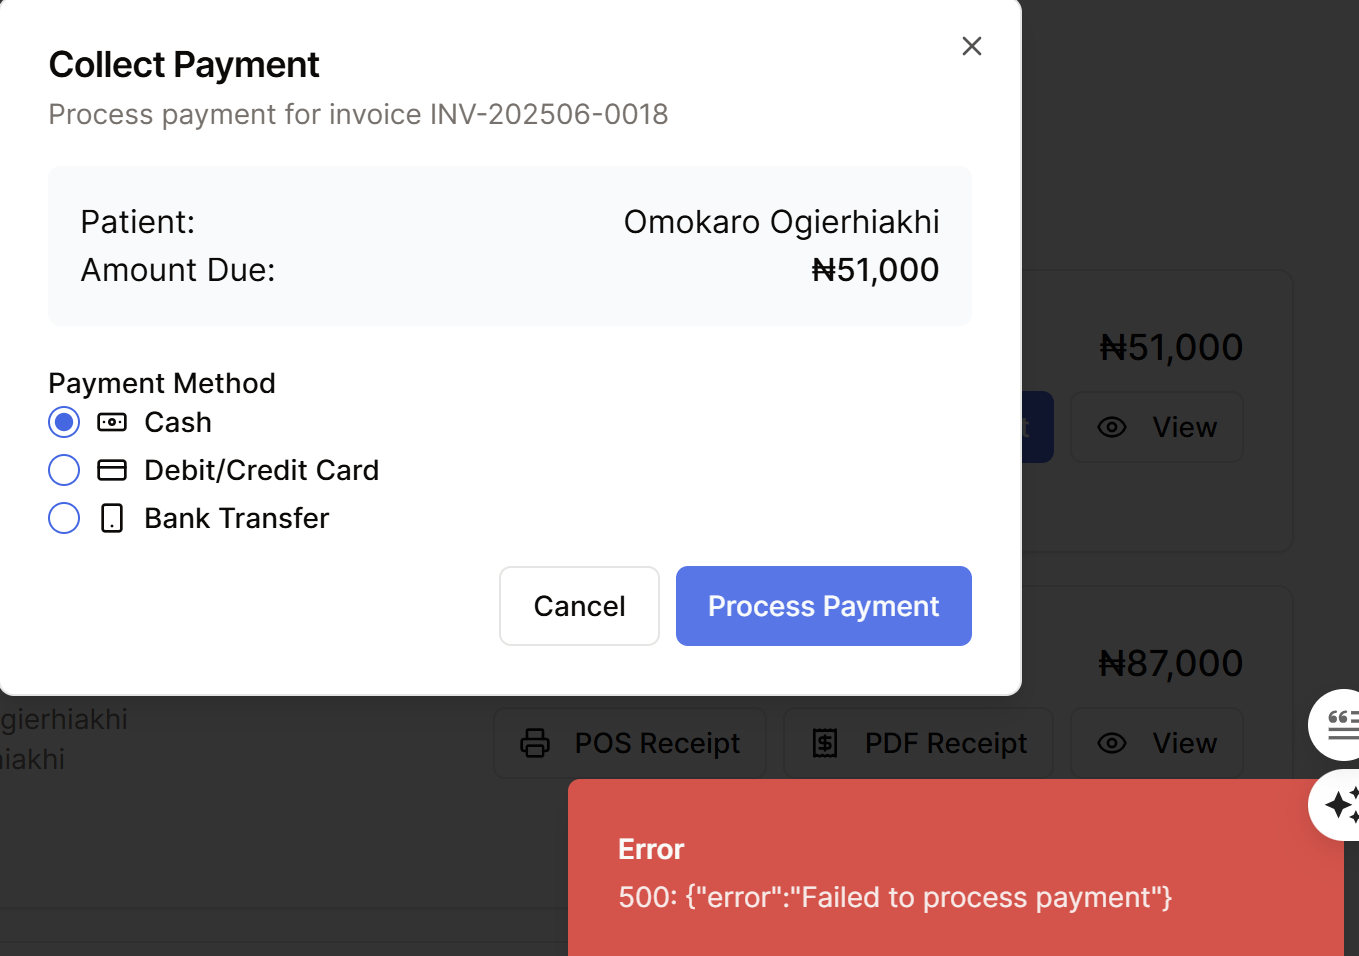 Collect Payment
Process payment for invoice INV-202506-0018
Patient: Omokaro Ogierhiakhi
Amount Due: ₦51,000
Payment Method
Cash
Debit/Credit Card
Bank Transfer
Cancel Process Payment
₦51,000
t View
₦87,000
gierhiakhi
iakhi
POS Receipt PDF Receipt View
Error
500: {"error":"Failed to process payment"}